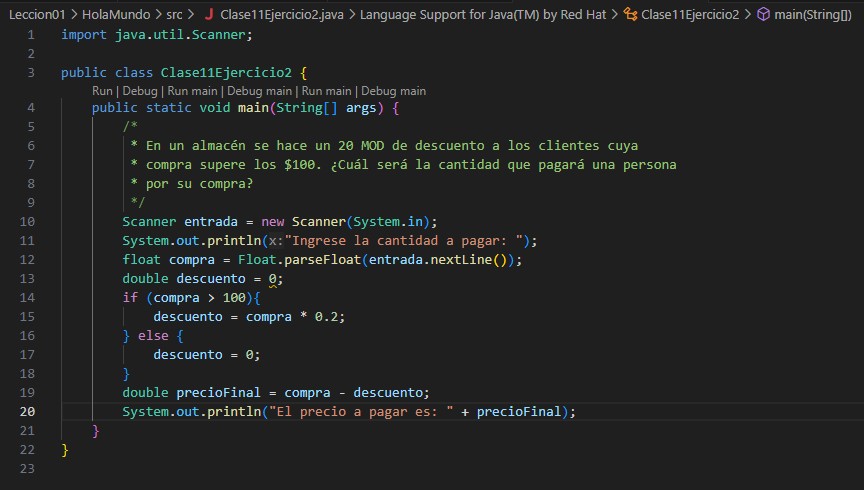 Leccion01 > HolaMundo > src > J Clase11Ejercicio2.java > Language Support for Java(TM) by Red Hat > Clase11Ejercicio2 > main(String[])
1 import java.util.Scanner;
2
3 public class Clase11Ejercicio2 {
Run | Debug | Run main | Debug main | Run main | Debug main
4 public static void main(String[] args) {
5 /*
6 * En un almacén se hace un 20 MOD de descuento a los clientes cuya
7 * compra supere los $100. ¿Cuál será la cantidad que pagará una persona
8 * por su compra?
9 */
10 Scanner entrada = new Scanner(System.in);
11 System.out.println(x:"Ingrese la cantidad a pagar: ");
12 float compra = Float.parseFloat(entrada.nextLine());
13 double descuento = 0;
14 if (compra > 100){
15 descuento = compra * 0.2;
16 } else {
17 descuento = 0;
18 }
19 double precioFinal = compra - descuento;
20 System.out.println("El precio a pagar es: " + precioFinal);
21 }
22 }
23